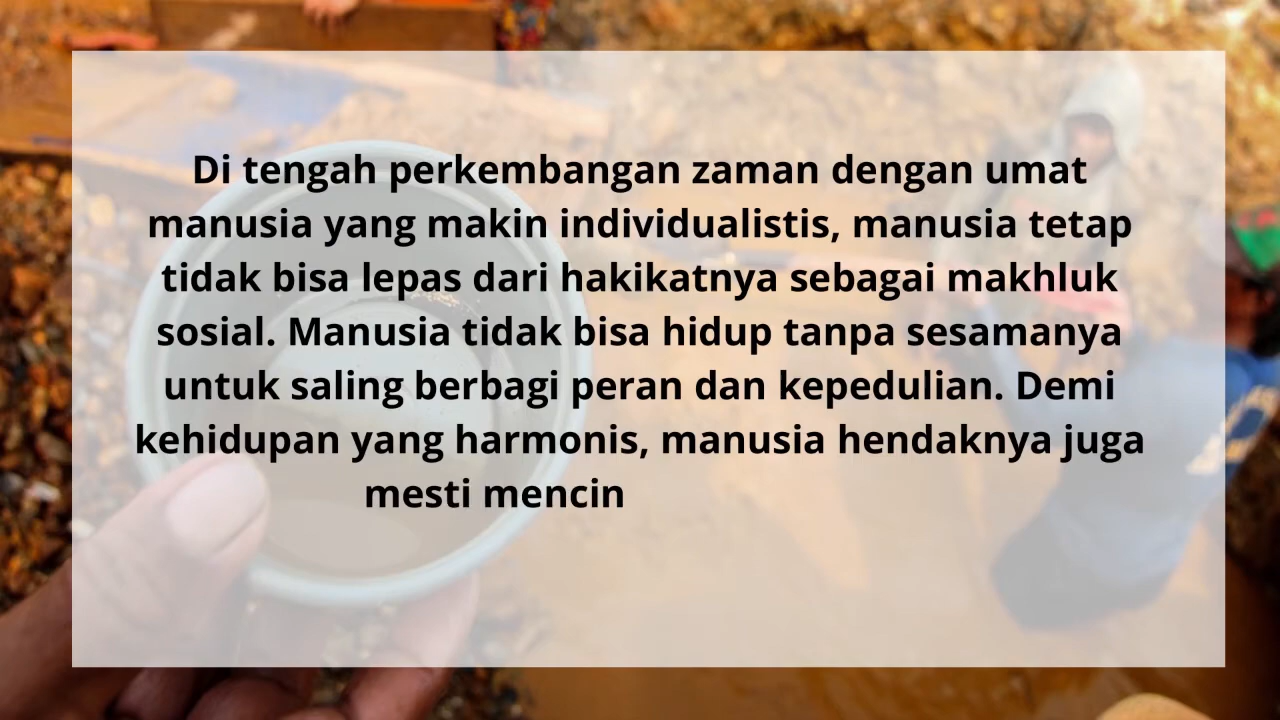 Di tengah perkembangan zaman dengan umat
manusia yang makin individualistis, manusia tetap
tidak bisa lepas dari hakikatnya sebagai makhluk
sosial. Manusia tidak bisa hidup tanpa sesamanya
untuk saling berbagi peran dan kepedulian. Demi
kehidupan yang harmonis, manusia hendaknya juga
mesti mencin